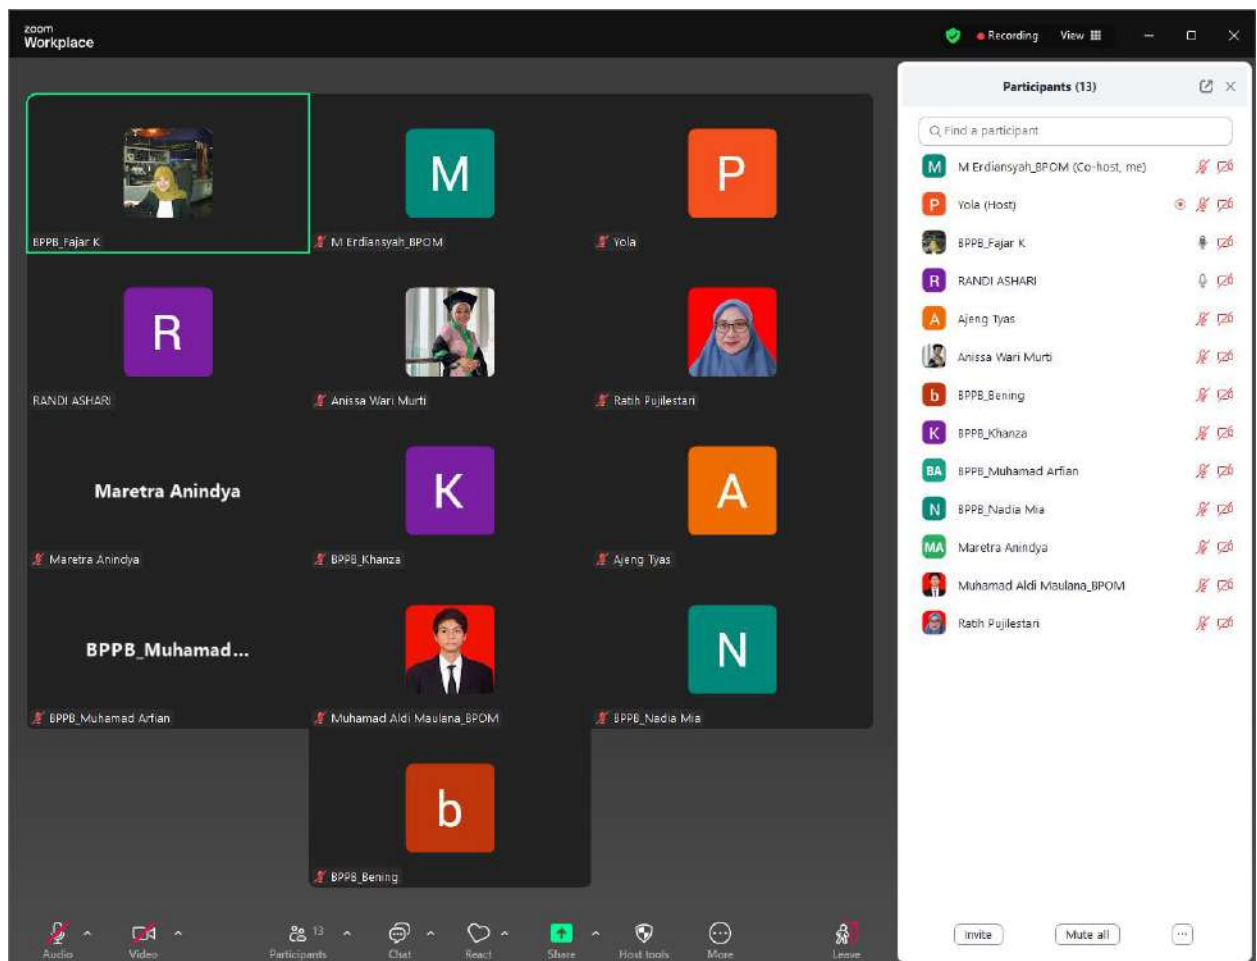 zoom
Workplace
Recording
View
M
P
BPPB_Fajar K
M Erdiansyah_BPOM
Yola
R
RANDI ASHARI
Anissa Wari Murti
Ratih Pujilestari
Maretra Anindya
K
A
Maretra Anindya
BPPB_Khanza
Ajeng Tyas
BPPB_Muhamad...
N
BPPB_Muhamad Arfian
Muhamad Aldi Maulana_BPOM
BPPB_Nadia Mia
b
BPPB_Bening
Audio
Video
13
Participants
Chat
React
Share
Host tools
More
Leave
Participants (13)
Find a participant
M M Erdiansyah_BPOM (Co-host, me)
P Yola (Host)
BPPB_Fajar K
R RANDI ASHARI
A Ajeng Tyas
Anissa Wari Murti
b BPPB_Bening
K BPPB_Khanza
BA BPPB_Muhamad Arfian
N BPPB_Nadia Mia
MA Maretra Anindya
Muhamad Aldi Maulana_BPOM
Ratih Pujilestari
Invite
Mute all
...